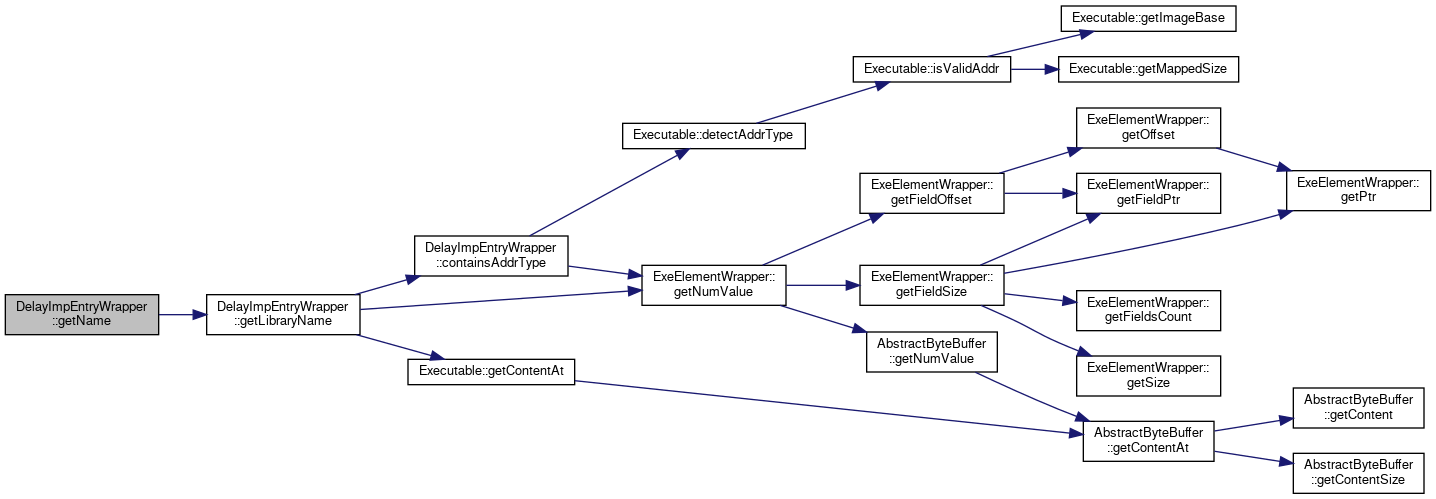 DelayImpEntryWrapper
::getName
DelayImpEntryWrapper
::getLibraryName
DelayImpEntryWrapper
::containsAddrType
Executable::getContentAt
Executable::detectAddrType
ExeElementWrapper::
getNumValue
Executable::isValidAddr
ExeElementWrapper::
getFieldOffset
ExeElementWrapper::
getFieldSize
AbstractByteBuffer
::getNumValue
Executable::getImageBase
Executable::getMappedSize
ExeElementWrapper::
getOffset
ExeElementWrapper::
getFieldPtr
ExeElementWrapper::
getFieldsCount
ExeElementWrapper::
getSize
AbstractByteBuffer
::getContentAt
ExeElementWrapper::
getPtr
AbstractByteBuffer
::getContent
AbstractByteBuffer
::getContentSize